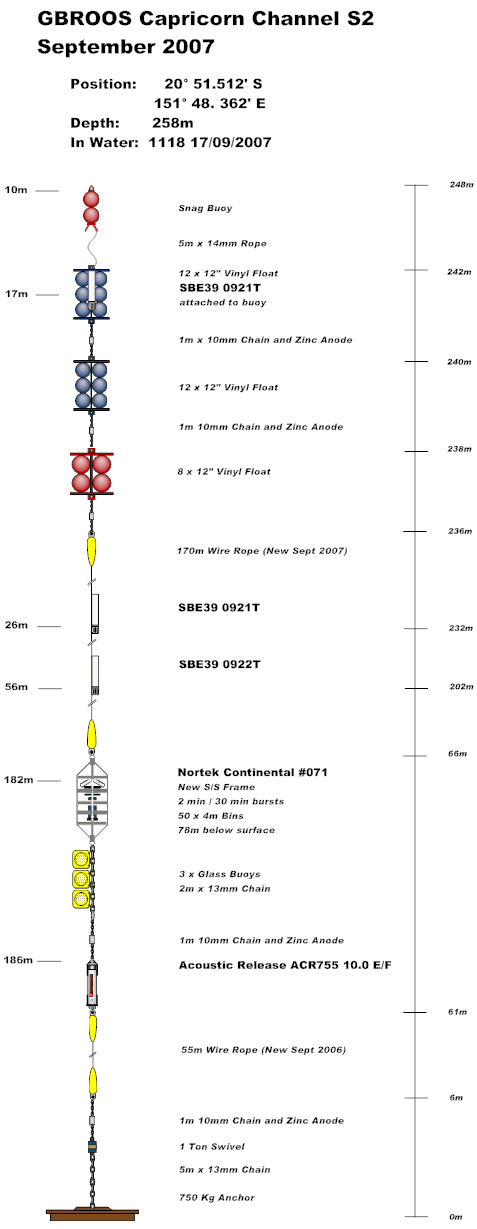 GBROOS Capricorn Channel S2
September 2007
Position: 20° 51.512' S
151° 48. 362' E
Depth: 258m
In Water: 1118 17/09/2007
10m
248m
Snag Buoy
5m x 14mm Rope
12 x 12" Vinyl Float
242m
SBE39 0921T
17m
attached to buoy
1m x 10mm Chain and Zinc Anode
240m
12 x 12" Vinyl Float
1m 10mm Chain and Zinc Anode
238m
8 x 12" Vinyl Float
236m
170m Wire Rope (New Sept 2007)
SBE39 0921T
26m
232m
SBE39 0922T
56m
202m
66m
Nortek Continental #071
182m
New S/S Frame
2 min / 30 min bursts
50 x 4m Bins
78m below surface
3 x Glass Buoys
2m x 13mm Chain
1m 10mm Chain and Zinc Anode
186m
Acoustic Release ACR755 10.0 E/F
61m
55m Wire Rope (New Sept 2006)
6m
1m 10mm Chain and Zinc Anode
1 Ton Swivel
5m x 13mm Chain
750 Kg Anchor
0m